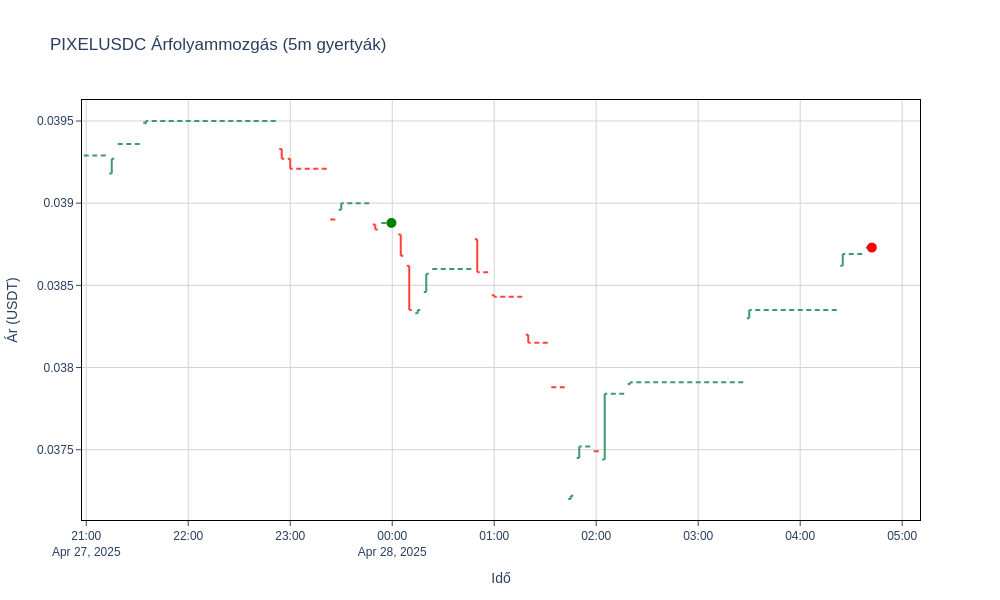 PIXELUSDC Árfolyammozgás (5m gyertyák)
0.0395
0.039
0.0385
0.038
0.0375
Ár (USDT)
21:00 22:00 23:00 00:00 01:00 02:00 03:00 04:00 05:00
Apr 27, 2025 Apr 28, 2025
Idő